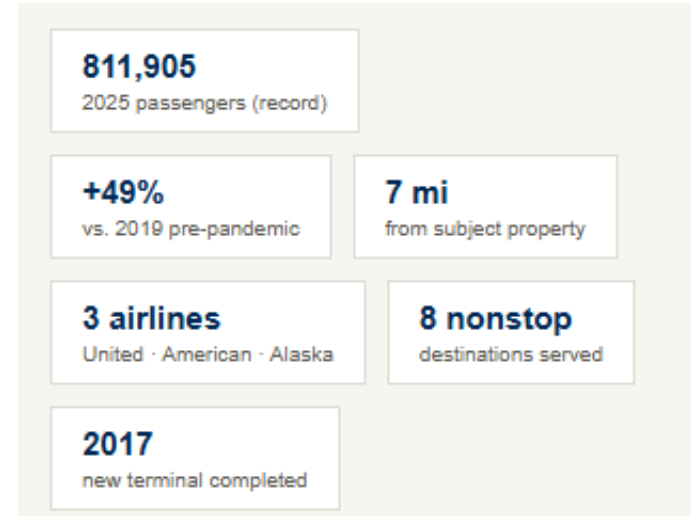 811,905
2025 passengers (record)
+49%
vs. 2019 pre-pandemic
7 mi
from subject property
3 airlines
United · American · Alaska
8 nonstop
destinations served
2017
new terminal completed